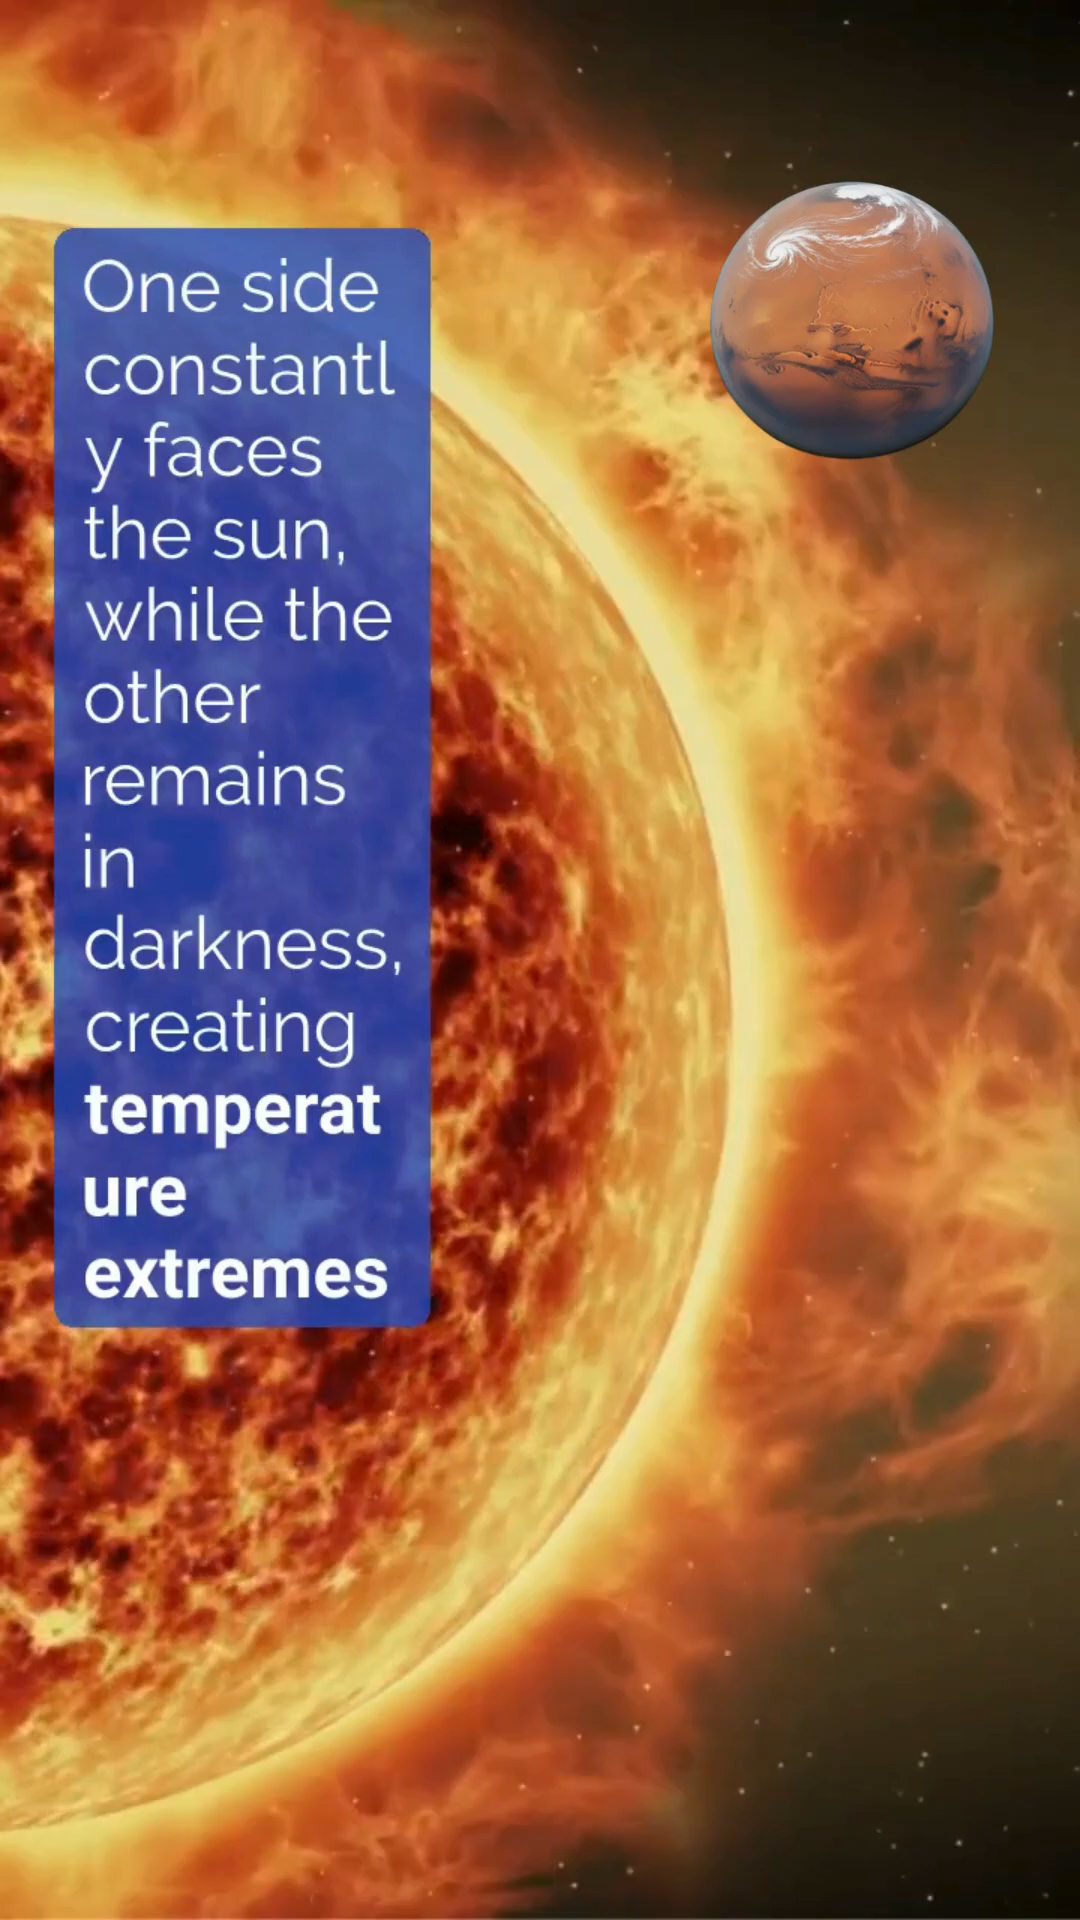 One side
constantl
y faces
the sun,
while the
other
remains
in
darkness,
creating
temperat
ure
extremes